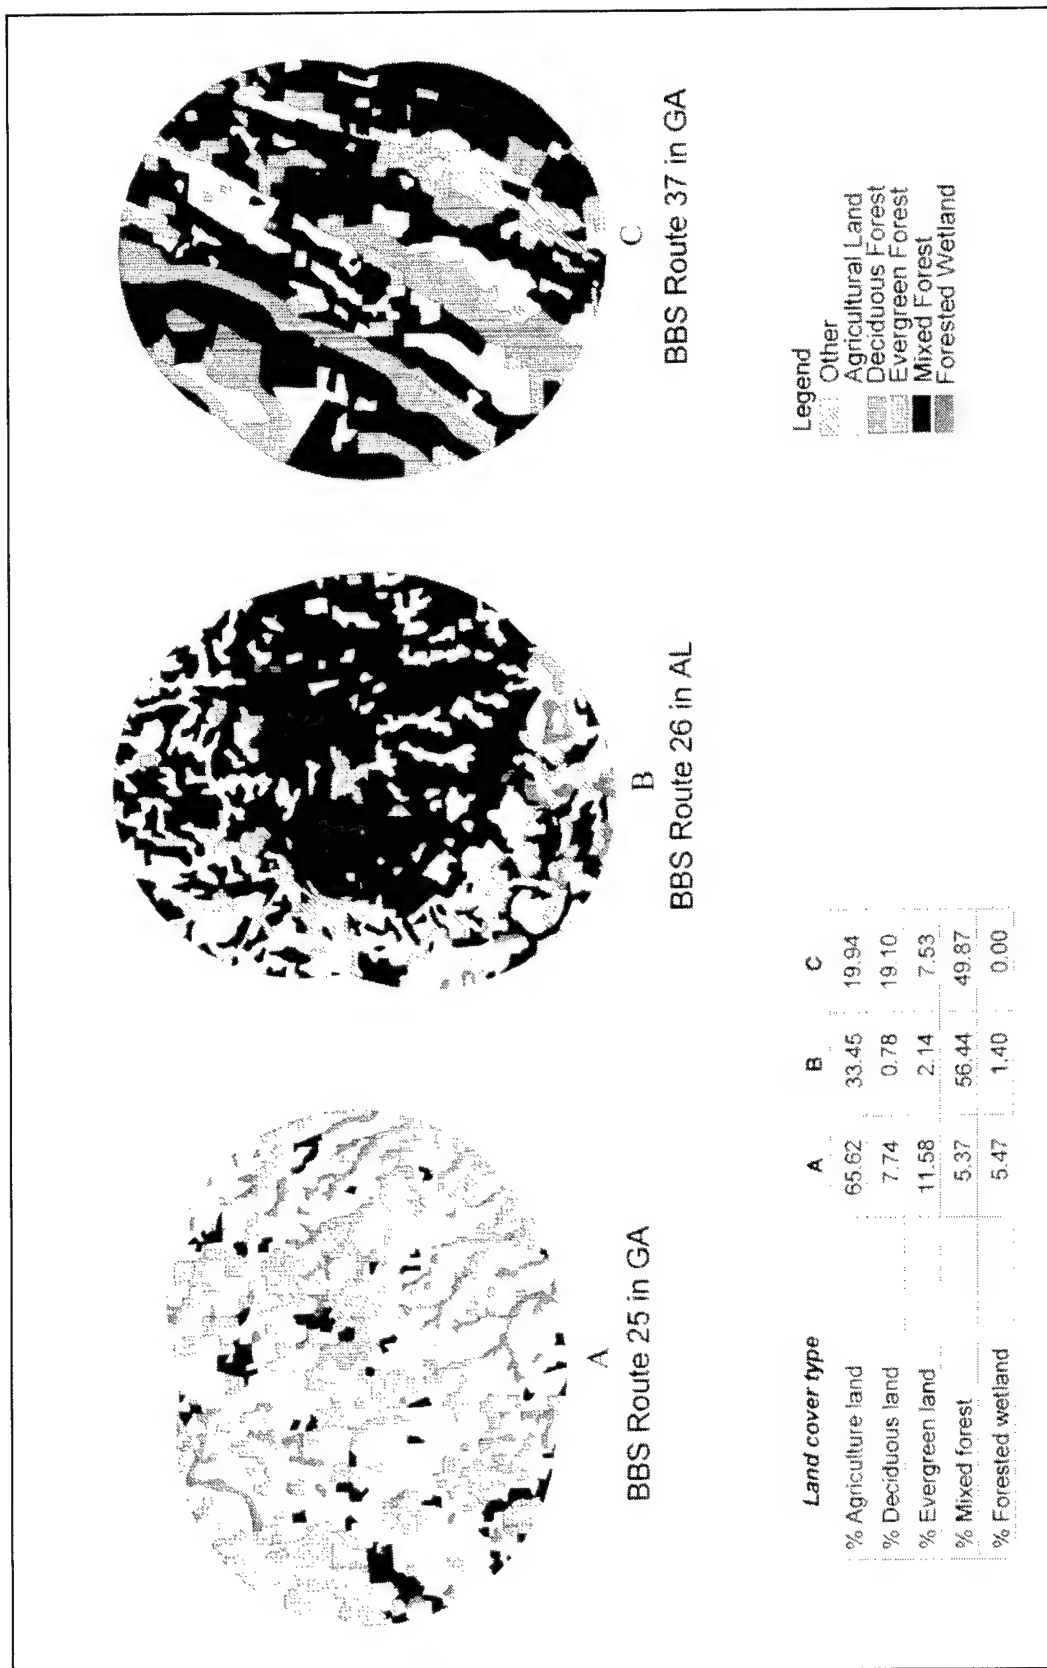 A
BBS Route 25 in GA
B
BBS Route 26 in AL
C
BBS Route 37 in GA
Land cover type A B C
% Agriculture land 65.62 33.45 19.94
% Deciduous land 7.74 0.78 19.10
% Evergreen land 11.58 2.14 7.53
% Mixed forest 5.37 56.44 49.87
% Forested wetland 5.47 1.40 0.00
Legend
Other
Agricultural Land
Deciduous Forest
Evergreen Forest
Mixed Forest
Forested Wetland